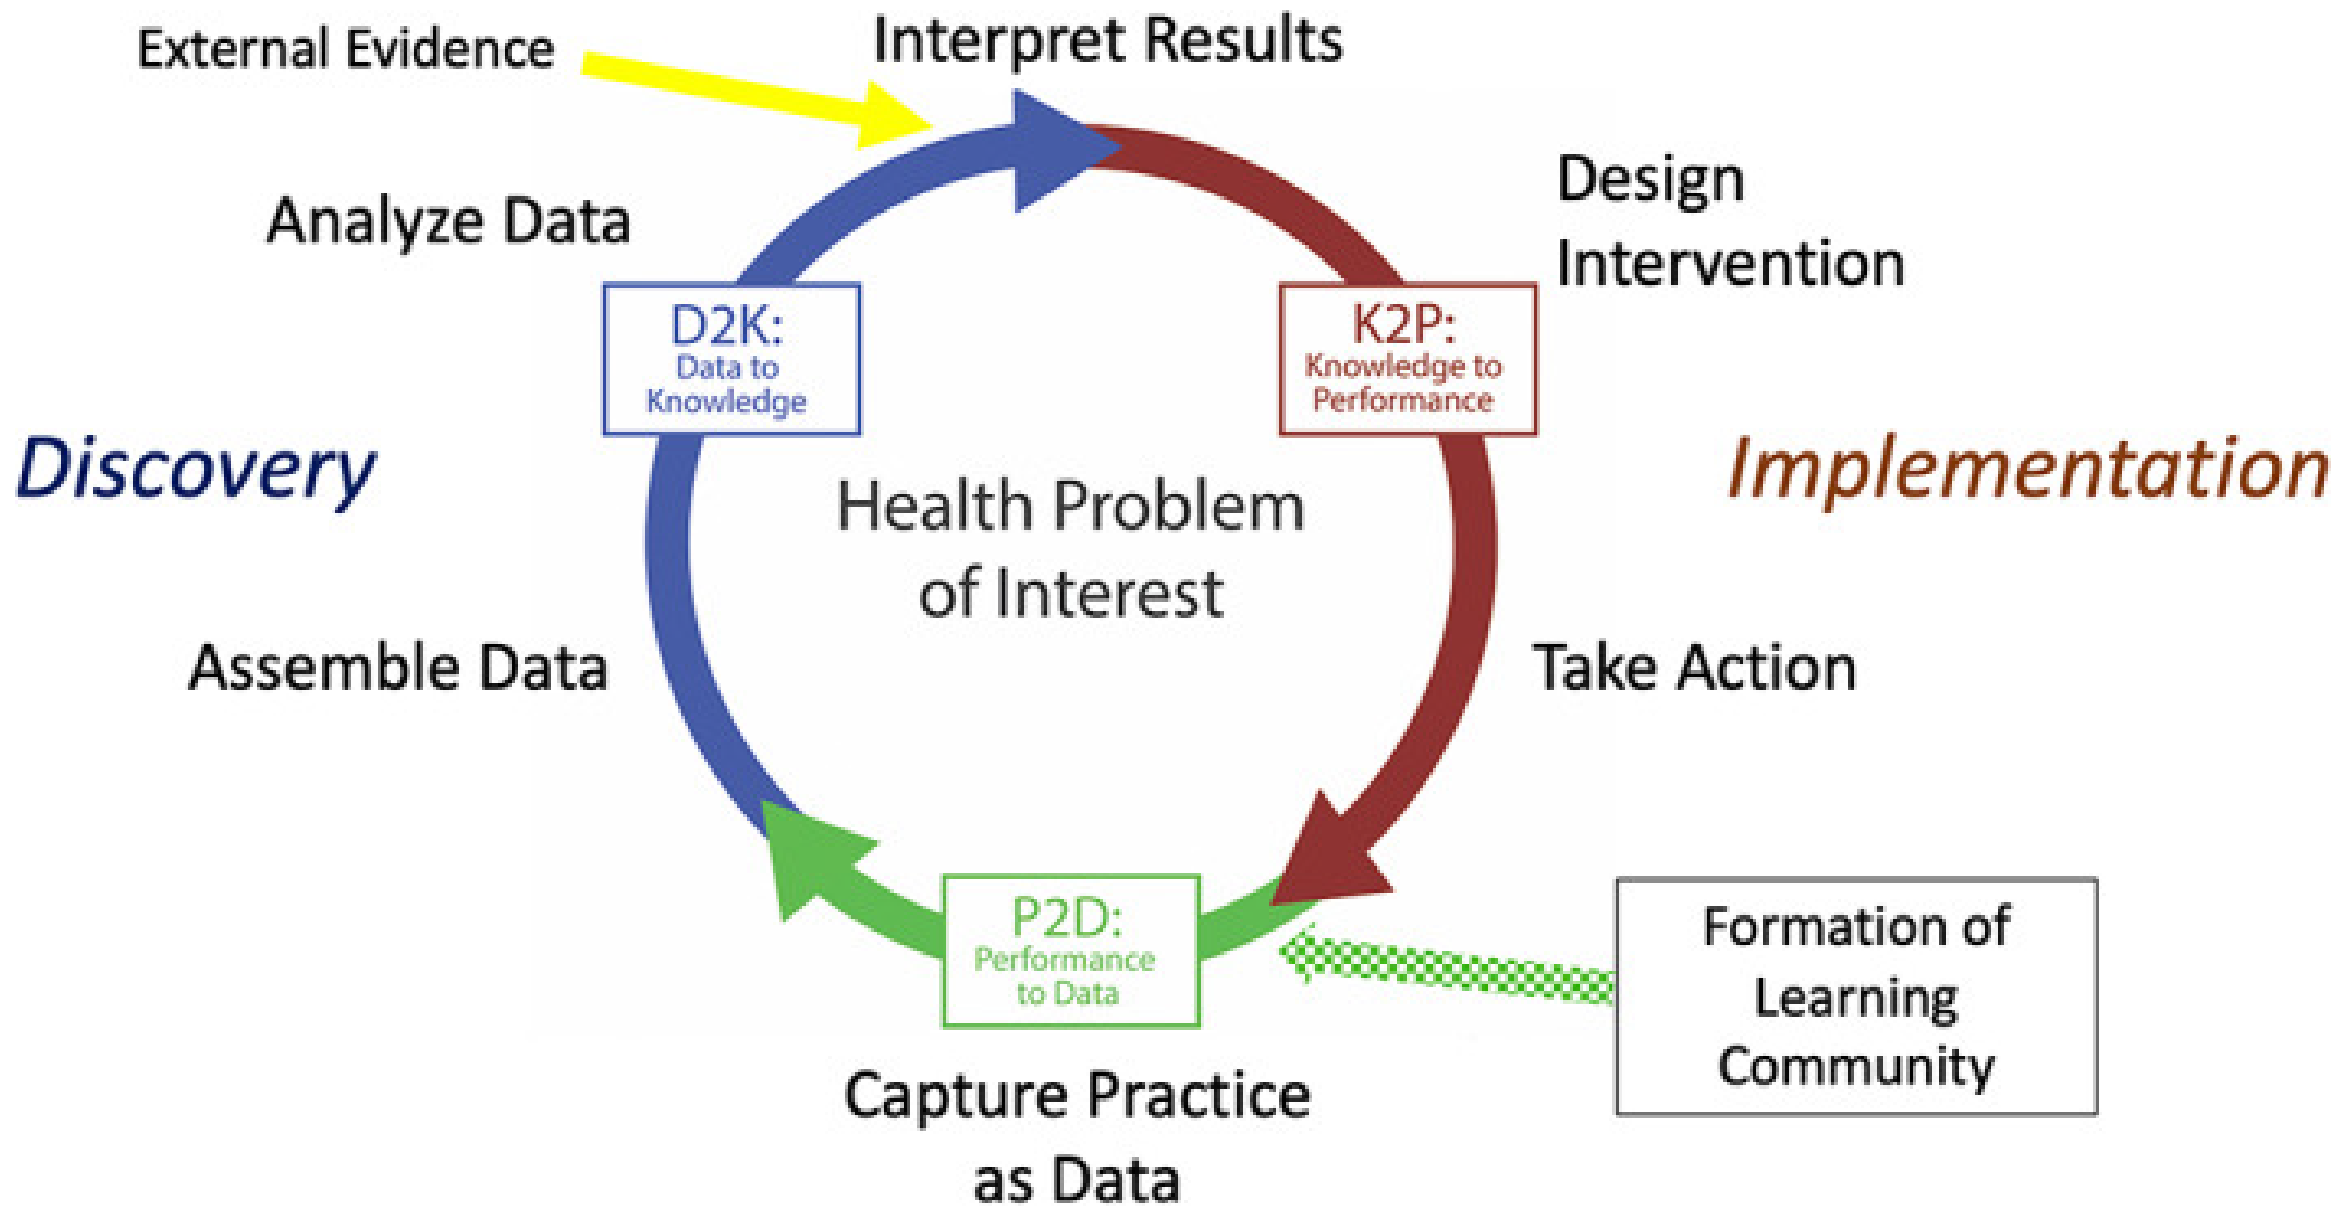 External Evidence
Interpret Results
Analyze Data
Design
Intervention
D2K:
Data to
Knowledge
K2P:
Knowledge to
Performance
Discovery
Health Problem
of Interest
Implementation
Assemble Data
Take Action
P2D:
Performance
to Data
Formation of
Learning
Community
Capture Practice
as Data